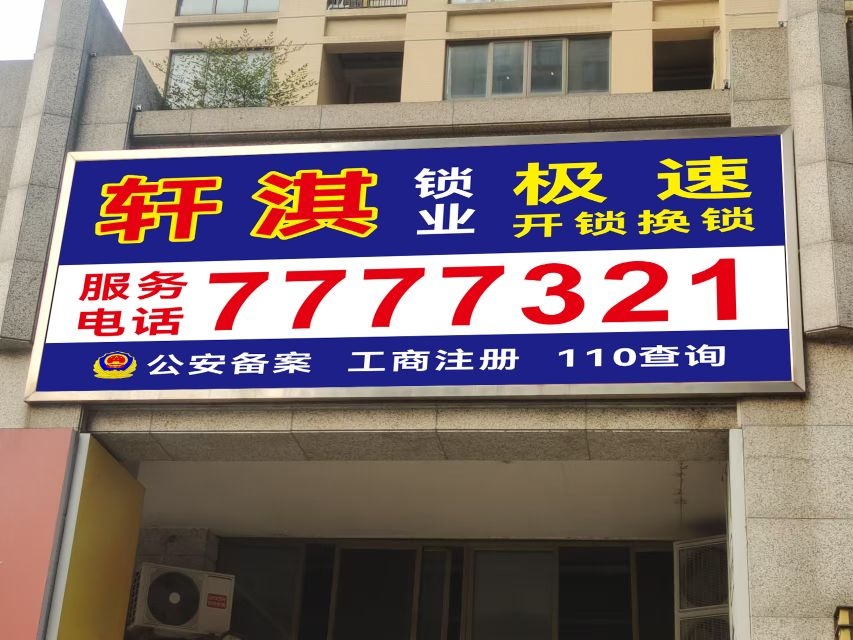 轩淇 锁业 极速
开锁换锁
服务电话 7777321
公安备案 工商注册 110查询